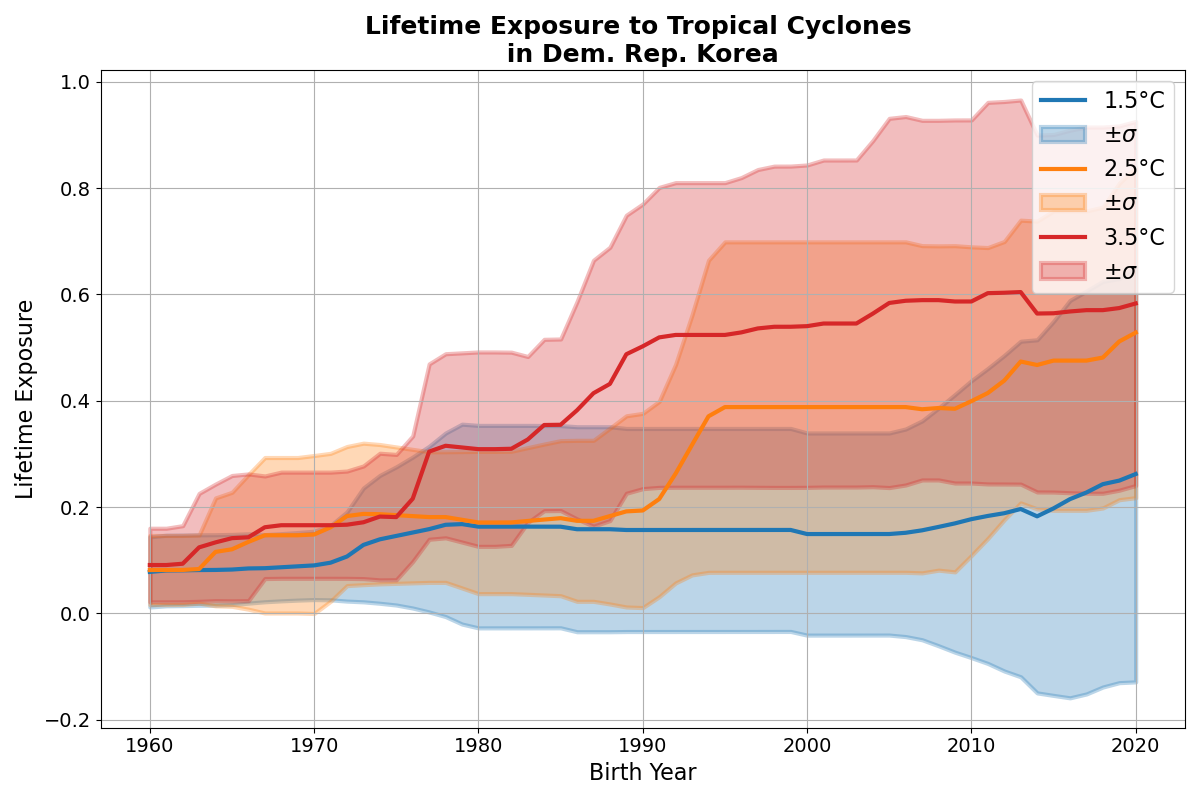 Lifetime Exposure to Tropical Cyclones
in Dem. Rep. Korea
1.0
0.8
0.6
0.4
0.2
0.0
−0.2
Lifetime Exposure
1.5°C
±σ
2.5°C
±σ
3.5°C
±σ
1960 1970 1980 1990 2000 2010 2020
Birth Year